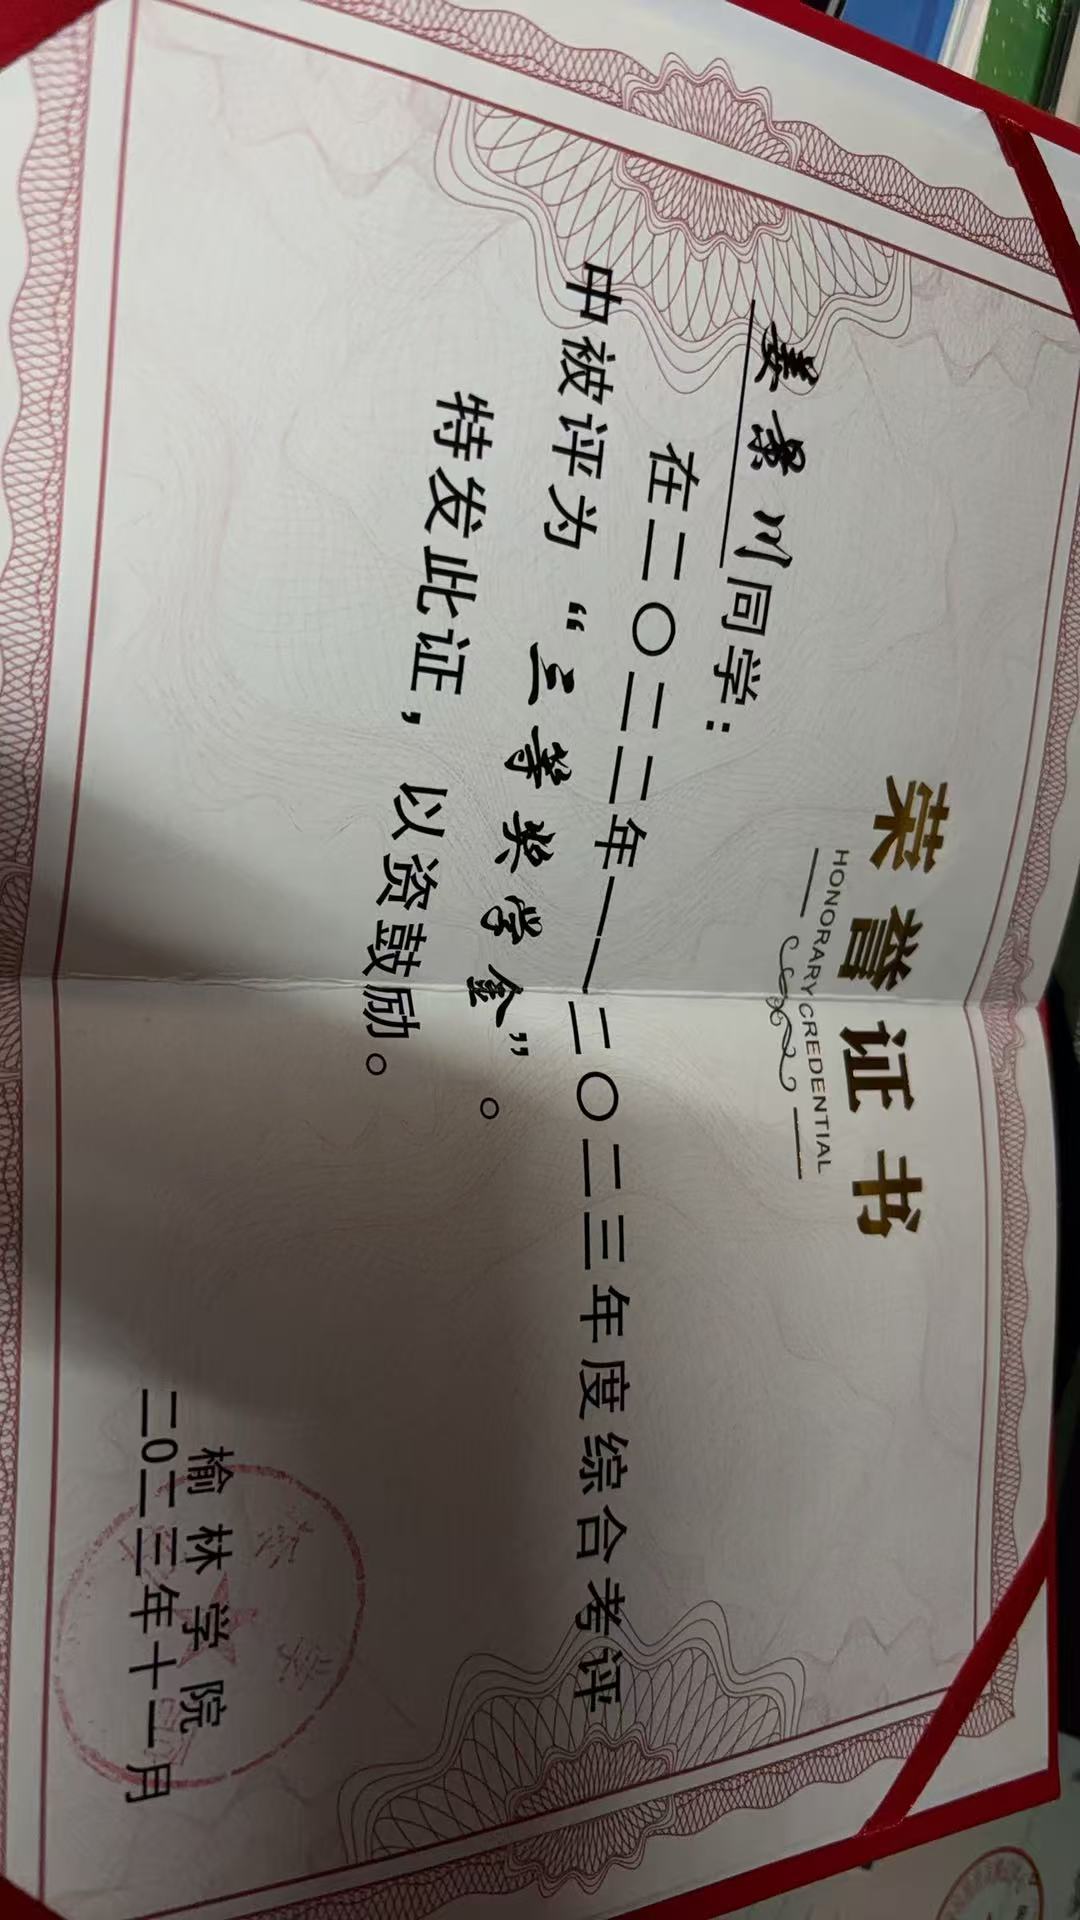 荣誉证书
HONORARY CREDENTIAL
姜景川同学：
在二〇二二年——二〇二三年度综合考评
中被评为“三等奖学金”。
特发此证，以资鼓励。
榆林学院
二0二三年十一月